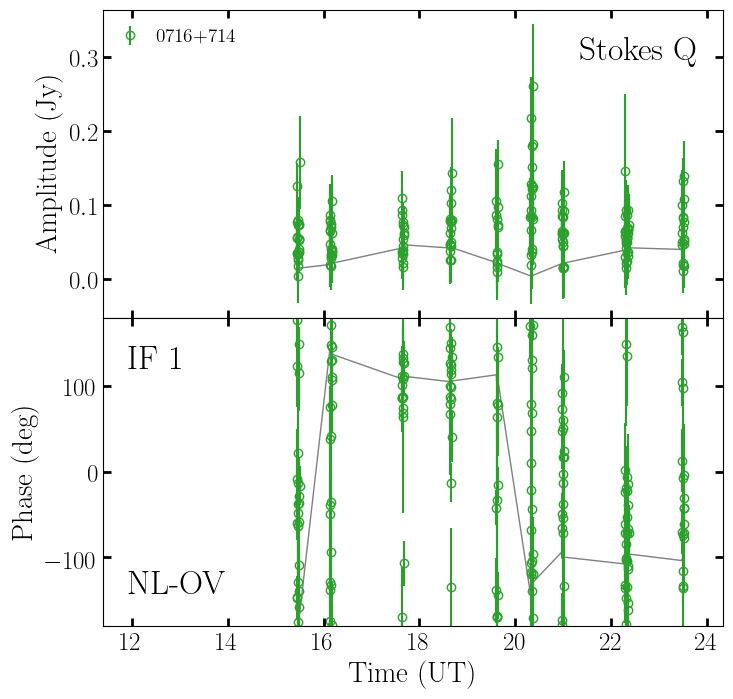 0716+714
Stokes Q
0.3
0.2
0.1
0.0
Amplitude (Jy)
IF 1
100
0
−100
Phase (deg)
NL-OV
12 14 16 18 20 22 24
Time (UT)